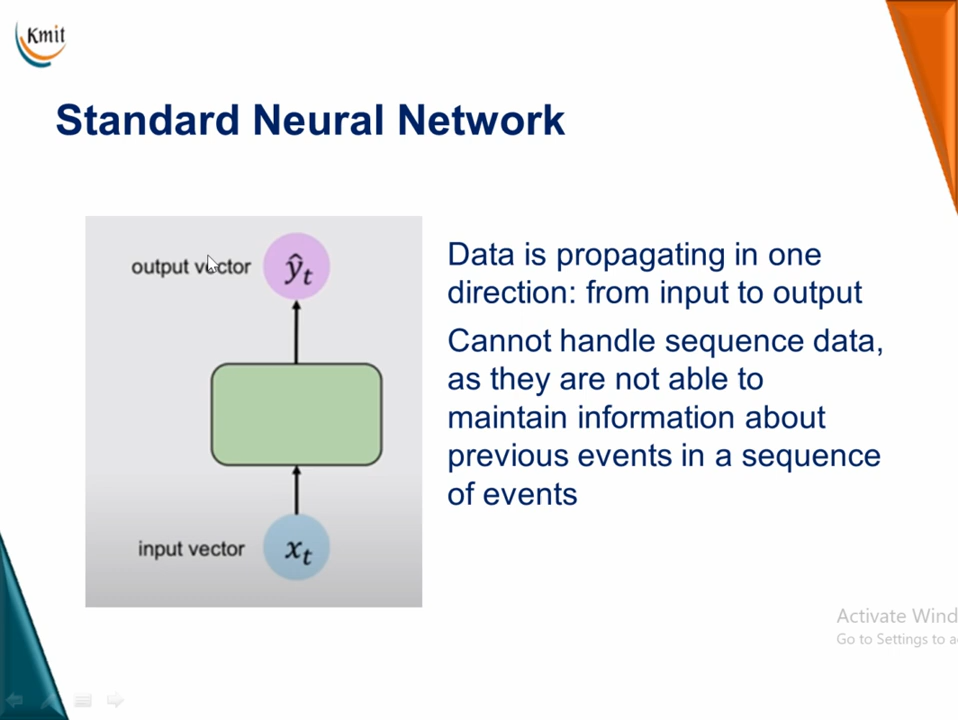 Kmit
Standard Neural Network
output vector
ŷt
input vector
xt
Data is propagating in one
direction: from input to output
Cannot handle sequence data,
as they are not able to
maintain information about
previous events in a sequence
of events
Activate Wind
Go to Settings to a